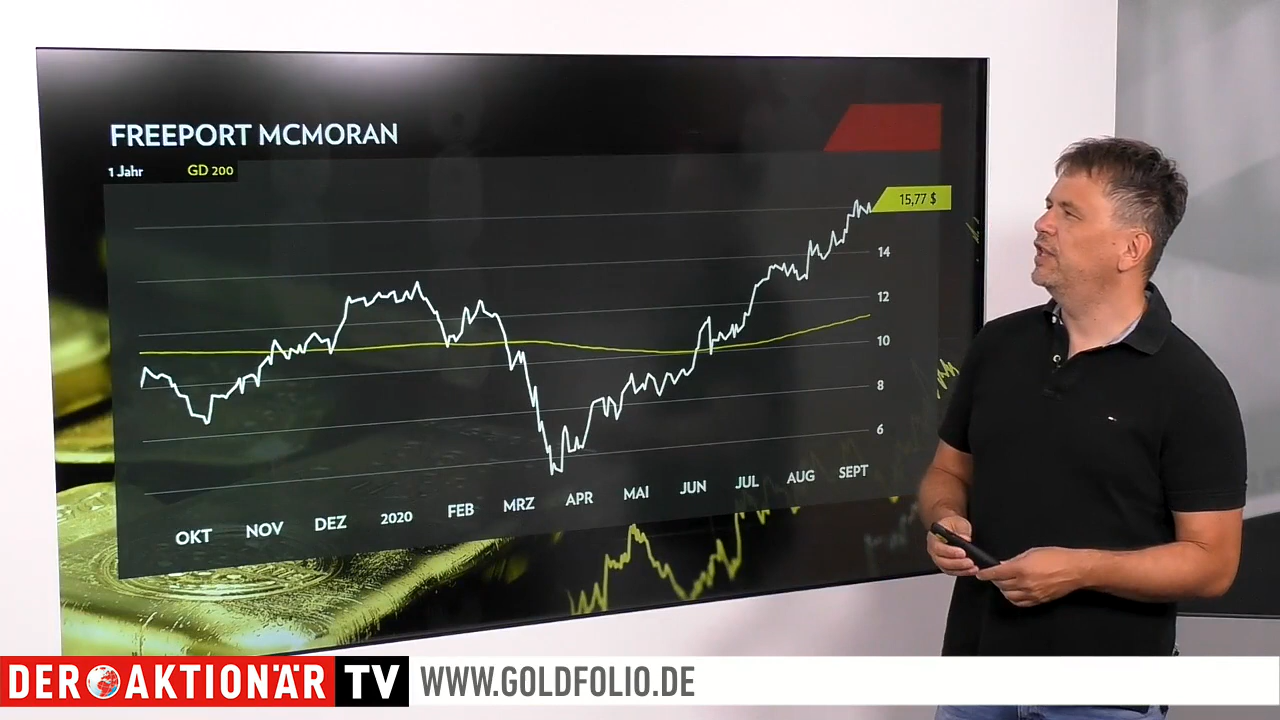 FREEPORT MCMORAN
1 Jahr GD 200
15,77 $
14
12
10
8
6
OKT NOV DEZ 2020 FEB MRZ APR MAI JUN JUL AUG SEPT
DER AKTIONÄR TV WWW.GOLDFOLIO.DE